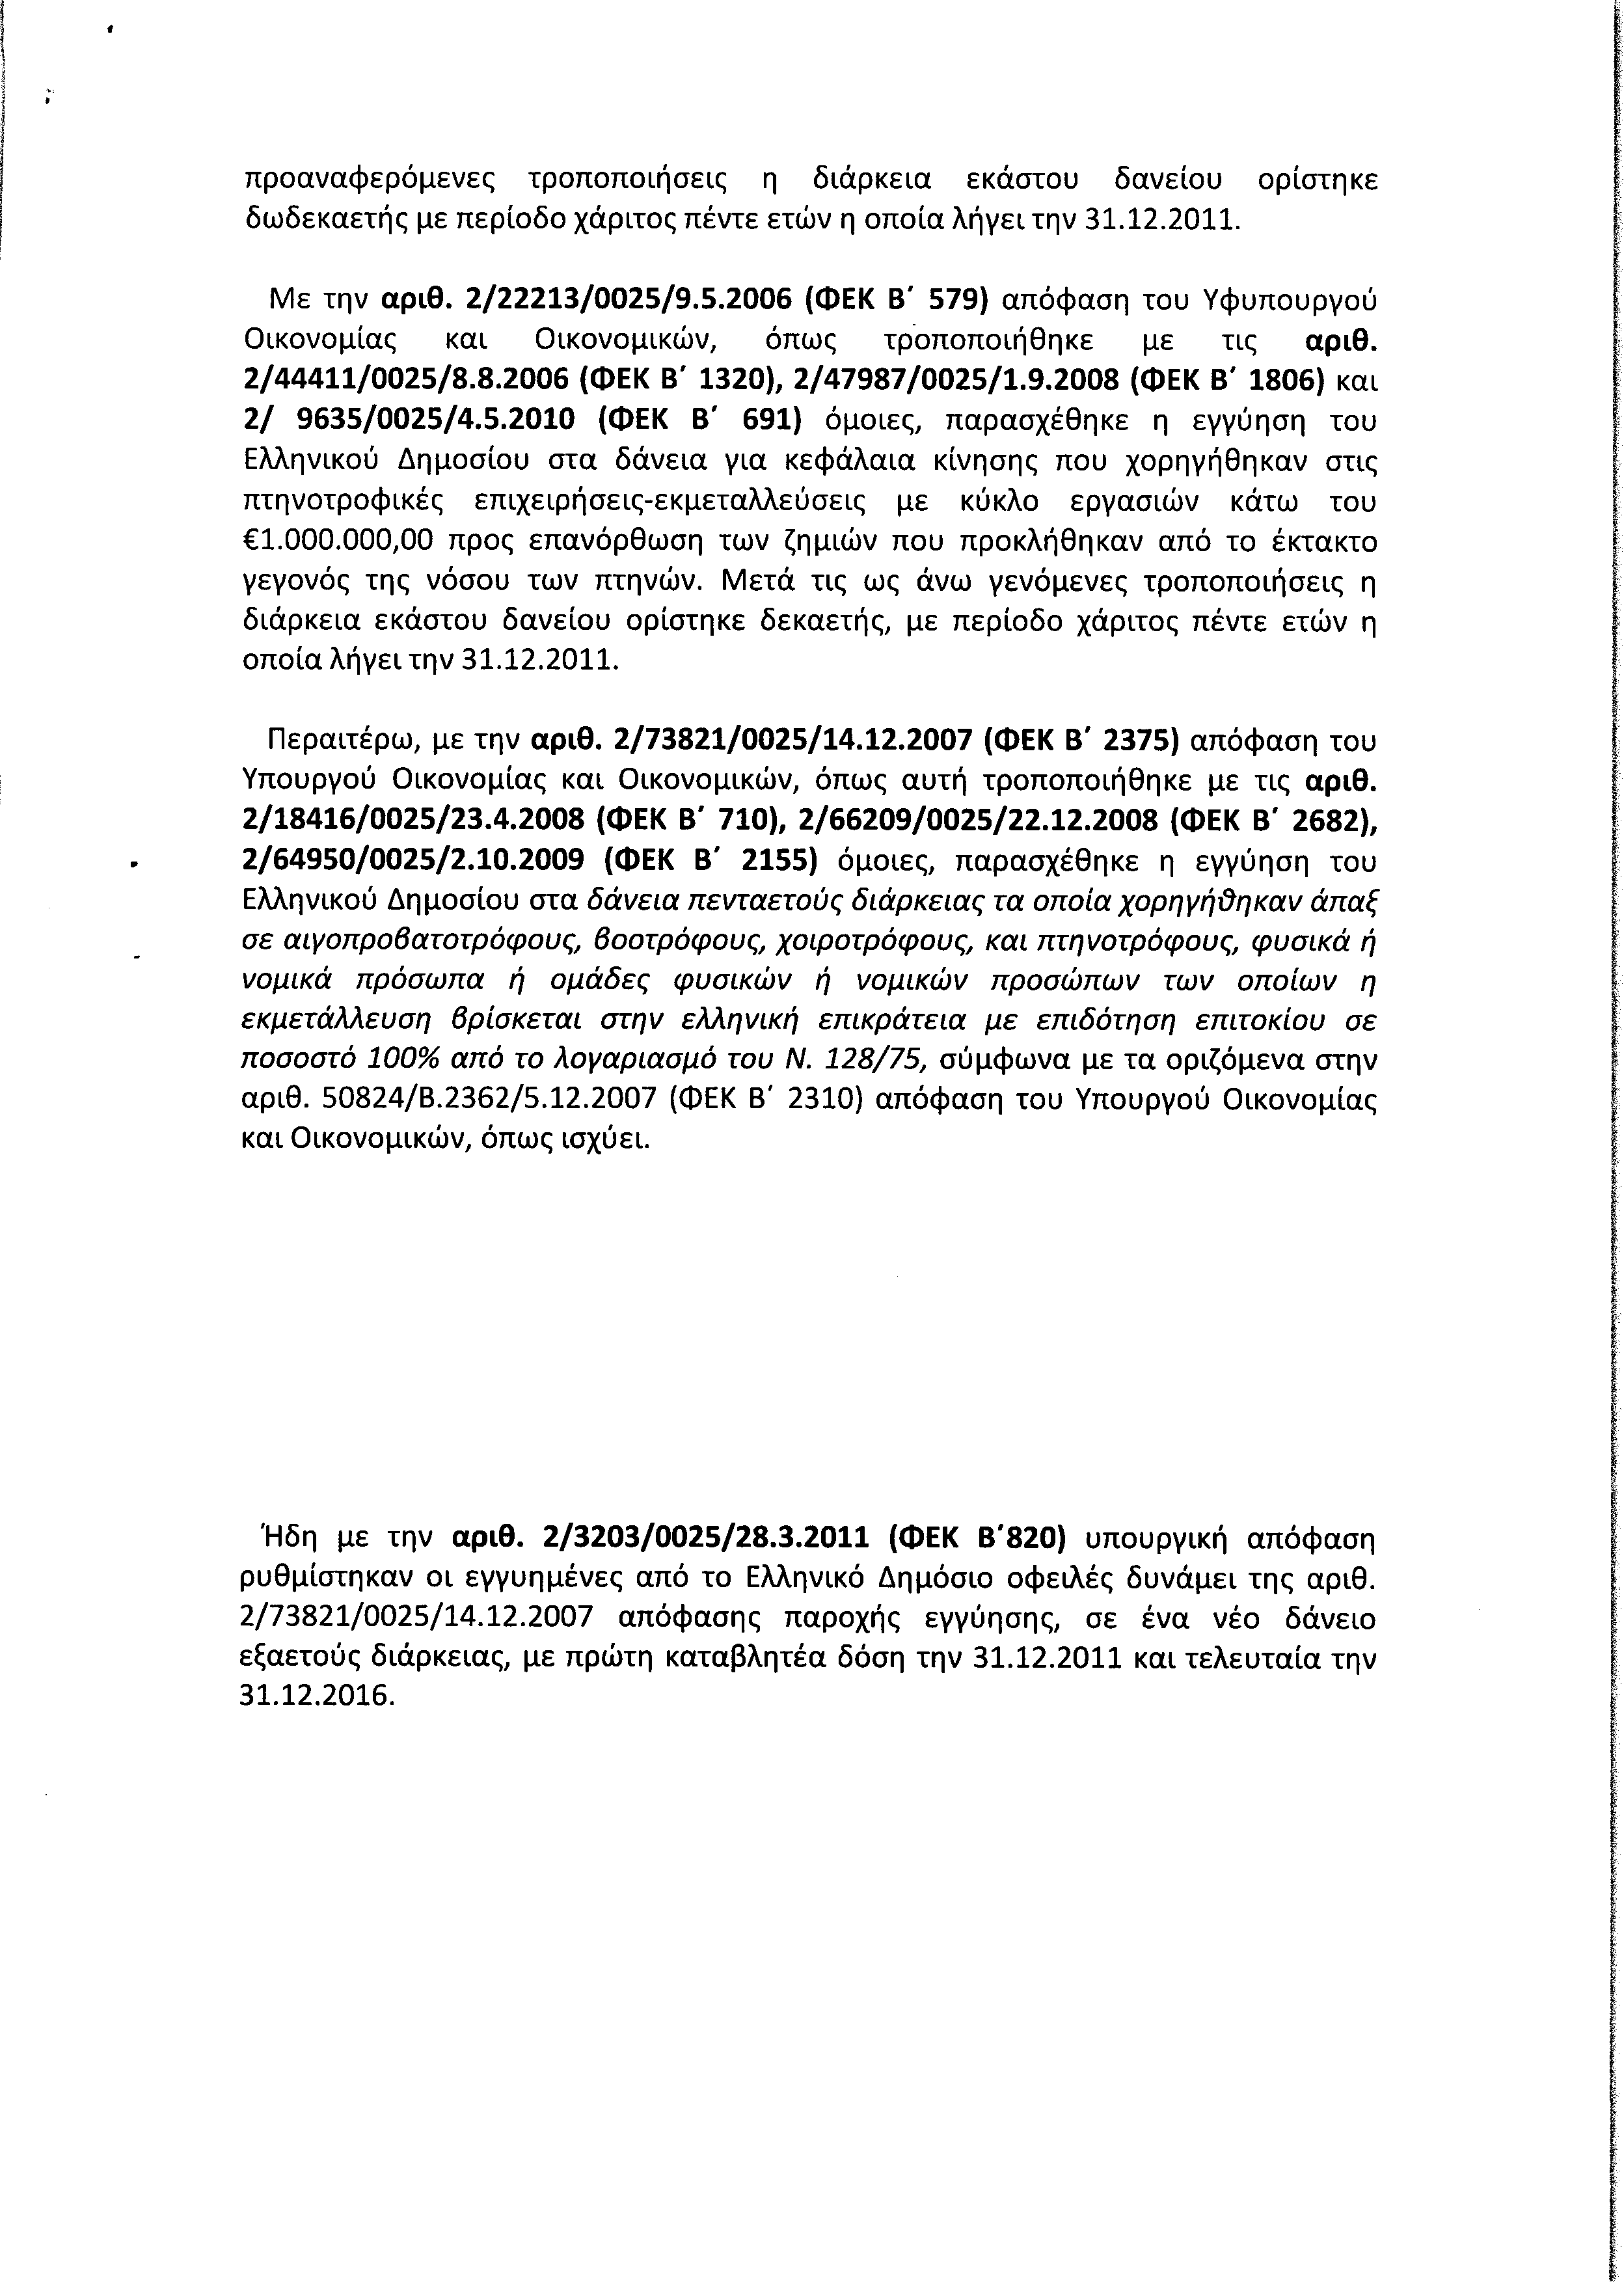 προαναφερόμενες τροποποιήσεις η διάρκεια εκάστου δανείου ορίστηκε
δωδεκαετής με περίοδο χάριτος πέντε ετών η οποία λήγει την 31.12.2011.
Με την αριθ. 2/22213/0025/9.5.2006 (ΦΕΚ Β' 579) απόφαση του Υφυπουργού
Οικονομίας και Οικονομικών, όπως τροποποιήθηκε με τις αριθ.
2/44411/0025/8.8.2006 (ΦΕΚ Β' 1320), 2/47987/0025/1.9.2008 (ΦΕΚ Β' 1806) και
2/ 9635/0025/4.5.2010 (ΦΕΚ Β' 691) όμοιες, παρασχέθηκε η εγγύηση του
Ελληνικού Δημοσίου στα δάνεια για κεφάλαια κίνησης που χορηγήθηκαν στις
πτηνοτροφικές επιχειρήσεις-εκμεταλλεύσεις με κύκλο εργασιών κάτω του
€1.000.000,00 προς επανόρθωση των ζημιών που προκλήθηκαν από το έκτακτο
γεγονός της νόσου των πτηνών. Μετά τις ως άνω γενόμενες τροποποιήσεις η
διάρκεια εκάστου δανείου ορίστηκε δεκαετής, με περίοδο χάριτος πέντε ετών η
οποία λήγει την 31.12.2011.
Περαιτέρω, με την αριθ. 2/73821/0025/14.12.2007 (ΦΕΚ Β' 2375) απόφαση του
Υπουργού Οικονομίας και Οικονομικών, όπως αυτή τροποποιήθηκε με τις αριθ.
2/18416/0025/23.4.2008 (ΦΕΚ Β' 710), 2/66209/0025/22.12.2008 (ΦΕΚ Β' 2682),
2/64950/0025/2.10.2009 (ΦΕΚ Β' 2155) όμοιες, παρασχέθηκε η εγγύηση του
Ελληνικού Δημοσίου στα δάνεια πενταετούς διάρκειας τα οποία χορηγήθηκαν άπαξ
σε αιγοπροβατοτρόφους, βοοτρόφους, χοιροτρόφους, και πτηνοτρόφους, φυσικά ή
νομικά πρόσωπα ή ομάδες φυσικών ή νομικών προσώπων των οποίων η
εκμετάλλευση βρίσκεται στην ελληνική επικράτεια με επιδότηση επιτοκίου σε
ποσοστό 100% από το λογαριασμό του Ν. 128/75, σύμφωνα με τα οριζόμενα στην
αριθ. 50824/Β.2362/5.12.2007 (ΦΕΚ Β' 2310) απόφαση του Υπουργού Οικονομίας
και Οικονομικών, όπως ισχύει.
Ήδη με την αριθ. 2/3203/0025/28.3.2011 (ΦΕΚ Β'820) υπουργική απόφαση
ρυθμίστηκαν οι εγγυημένες από το Ελληνικό Δημόσιο οφειλές δυνάμει της αριθ.
2/73821/0025/14.12.2007 απόφασης παροχής εγγύησης, σε ένα νέο δάνειο
εξαετούς διάρκειας, με πρώτη καταβλητέα δόση την 31.12.2011 και τελευταία την
31.12.2016.